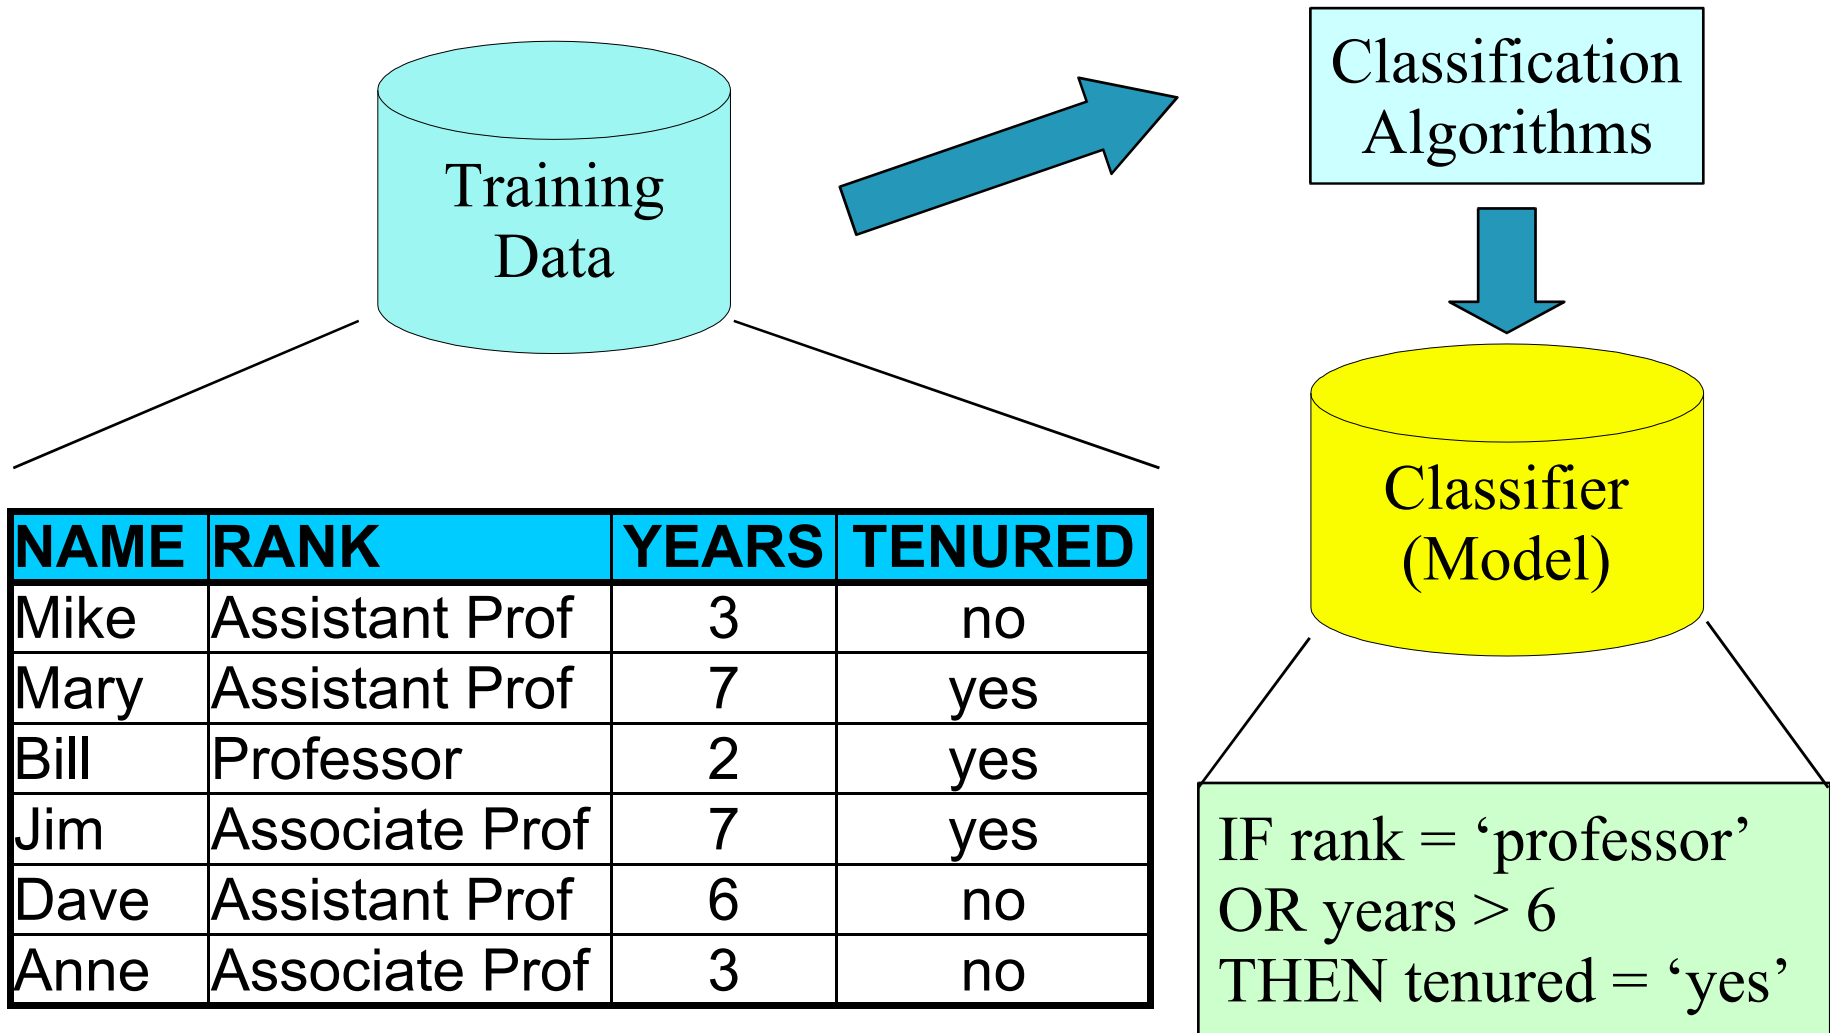 Training
Data
Classification
Algorithms
Classifier
(Model)
NAME RANK YEARS TENURED
Mike Assistant Prof 3 no
Mary Assistant Prof 7 yes
Bill Professor 2 yes
Jim Associate Prof 7 yes
Dave Assistant Prof 6 no
Anne Associate Prof 3 no
IF rank = ‘professor’
OR years > 6
THEN tenured = ‘yes’